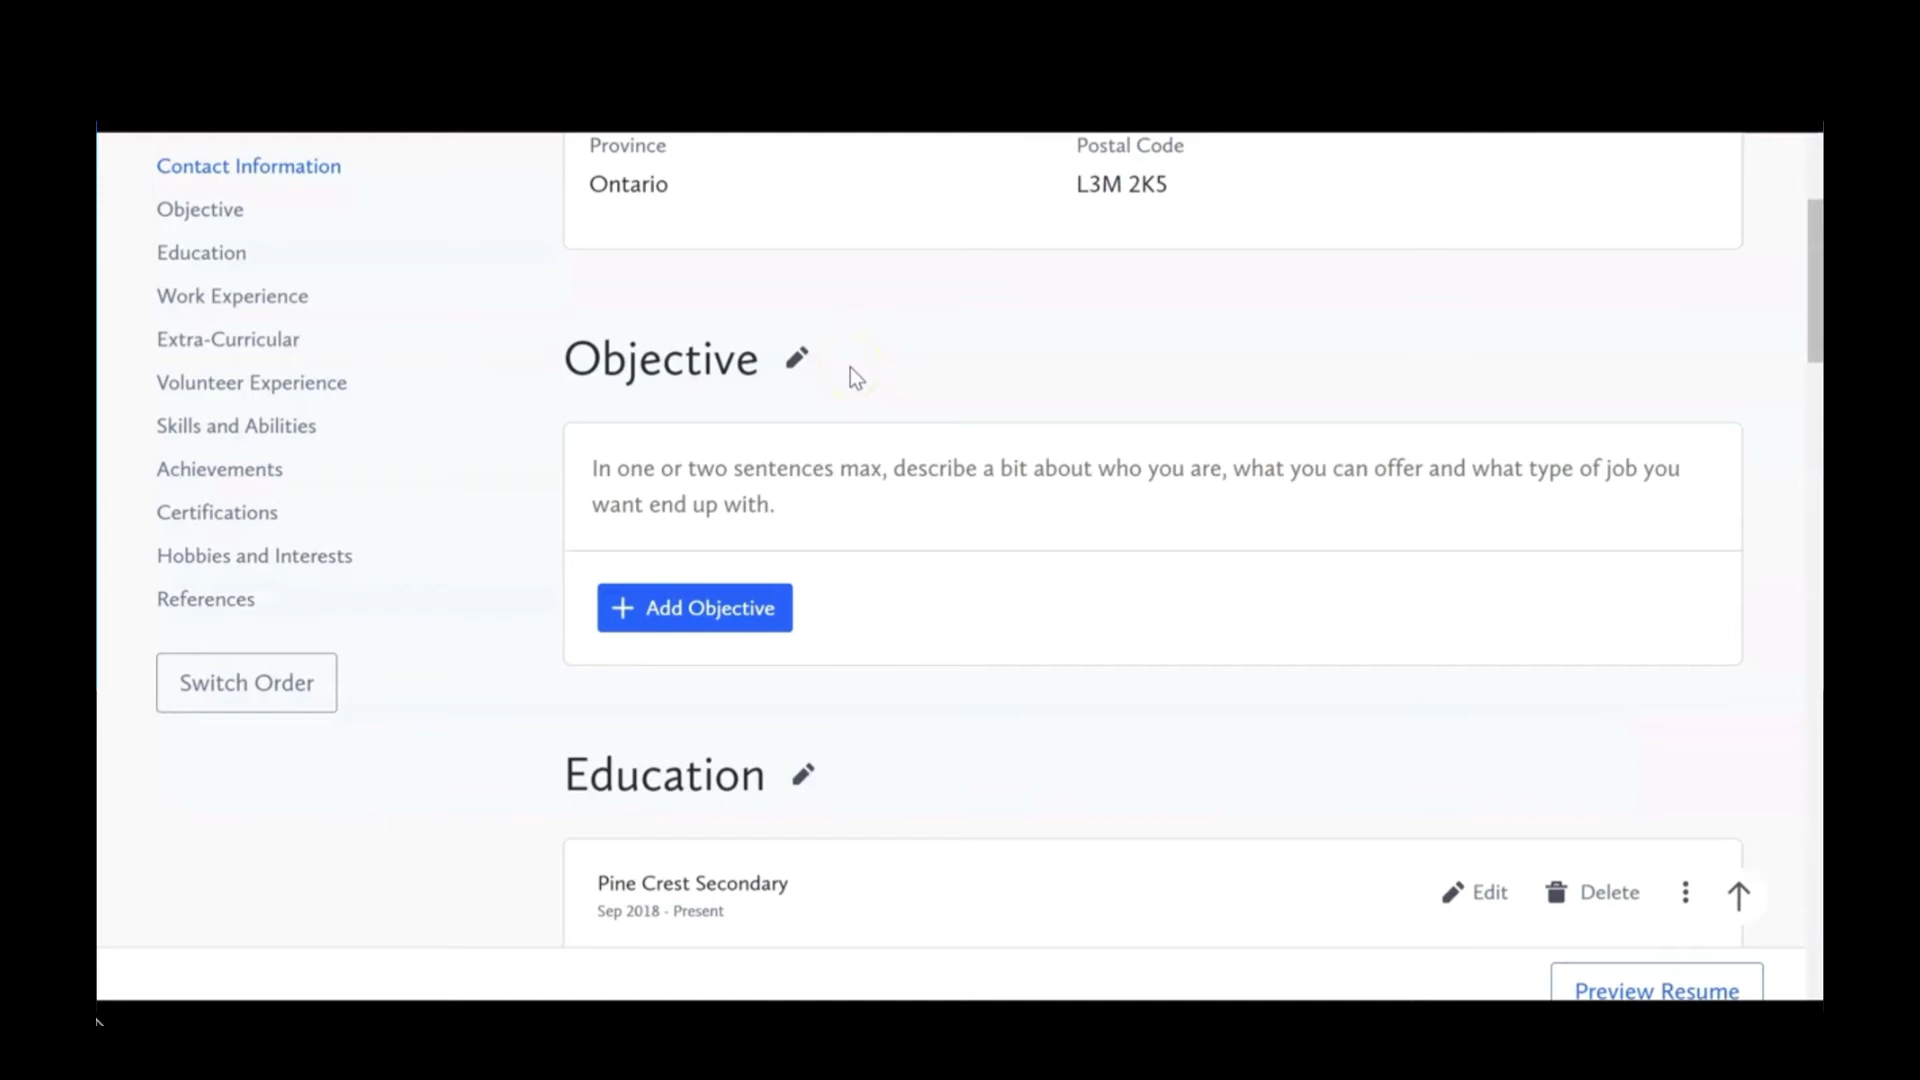 Contact Information
Objective
Education
Work Experience
Extra-Curricular
Volunteer Experience
Skills and Abilities
Achievements
Certifications
Hobbies and Interests
References
Switch Order
Province
Postal Code
Ontario
L3M 2K5
Objective
In one or two sentences max, describe a bit about who you are, what you can offer and what type of job you
want end up with.
+ Add Objective
Education
Pine Crest Secondary
Sep 2018 - Present
Edit
Delete
Preview Resume